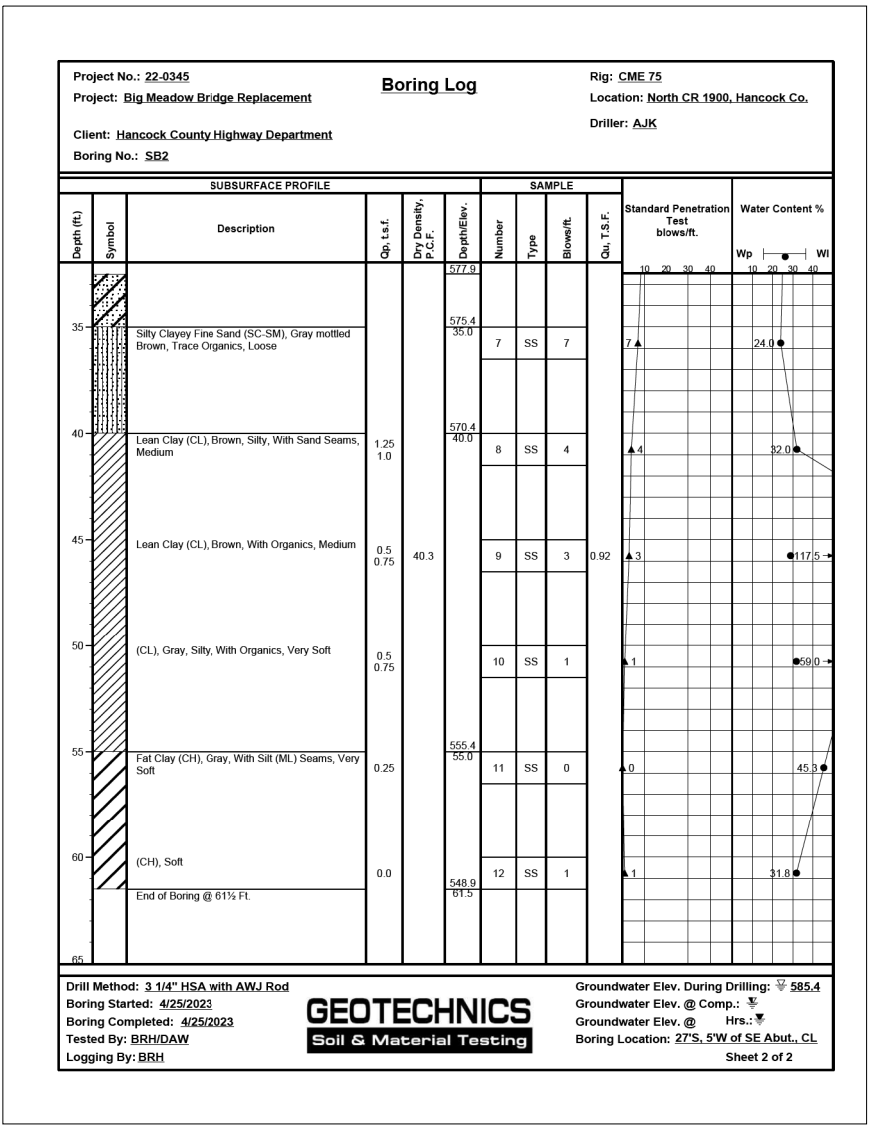 Project No.: 22-0345
Boring Log
Rig: CME 75
Project: Big Meadow Bridge Replacement
Location: North CR 1900, Hancock Co.
Driller: AJK
Client: Hancock County Highway Department
Boring No.: SB2
SUBSURFACE PROFILE
SAMPLE
Depth (ft.)
Symbol
Description
Qp, t.s.f.
Dry Density, P.C.F.
Depth/Elev.
Number
Type
Blows/ft.
Qu, T.S.F.
Standard Penetration
Test
blows/ft.
Water Content %
Wp Wl
10 20 30 40
10 20 30 40
577.9
35
575.4
35.0
Silty Clayey Fine Sand (SC-SM), Gray mottled
Brown, Trace Organics, Loose
7 SS 7
7
24.0
40
570.4
40.0
Lean Clay (CL), Brown, Silty, With Sand Seams,
Medium
1.25
1.0
8 SS 4
4
32.0
45
Lean Clay (CL), Brown, With Organics, Medium
0.5
0.75
40.3
9 SS 3
0.92
3
117.5
50
(CL), Gray, Silty, With Organics, Very Soft
0.5
0.75
10 SS 1
1
59.0
55
555.4
55.0
Fat Clay (CH), Gray, With Silt (ML) Seams, Very
Soft
0.25
11 SS 0
0
45.3
60
(CH), Soft
0.0
12 SS 1
1
31.8
548.9
61.5
End of Boring @ 61½ Ft.
65
Drill Method: 3 1/4" HSA with AWJ Rod
Boring Started: 4/25/2023
Boring Completed: 4/25/2023
Tested By: BRH/DAW
Logging By: BRH
GEOTECHNICS
Soil & Material Testing
Groundwater Elev. During Drilling: 585.4
Groundwater Elev. @ Comp.:
Groundwater Elev. @ Hrs.:
Boring Location: 27'S, 5'W of SE Abut., CL
Sheet 2 of 2